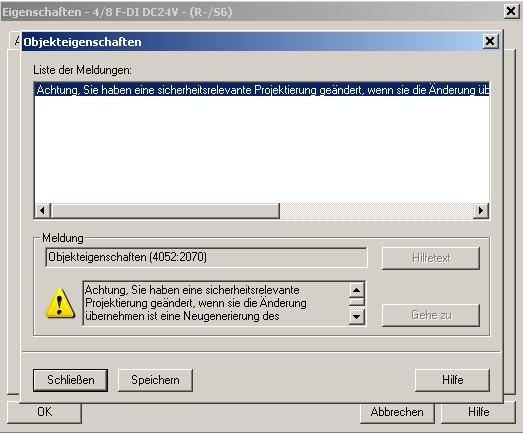 Eigenschaften - 4/8 F-DI DC24V - (R-/S6)
Objekteigenschaften
Liste der Meldungen:
Achtung, Sie haben eine sicherheitsrelevante Projektierung geändert, wenn sie die Änderung üb
Meldung
Objekteigenschaften (4052:2070)
Hilfetext
Achtung, Sie haben eine sicherheitsrelevante
Projektierung geändert, wenn sie die Änderung
übernehmen ist eine Neugenerierung des
Gehe zu
Schließen
Speichern
Hilfe
OK
Abbrechen
Hilfe